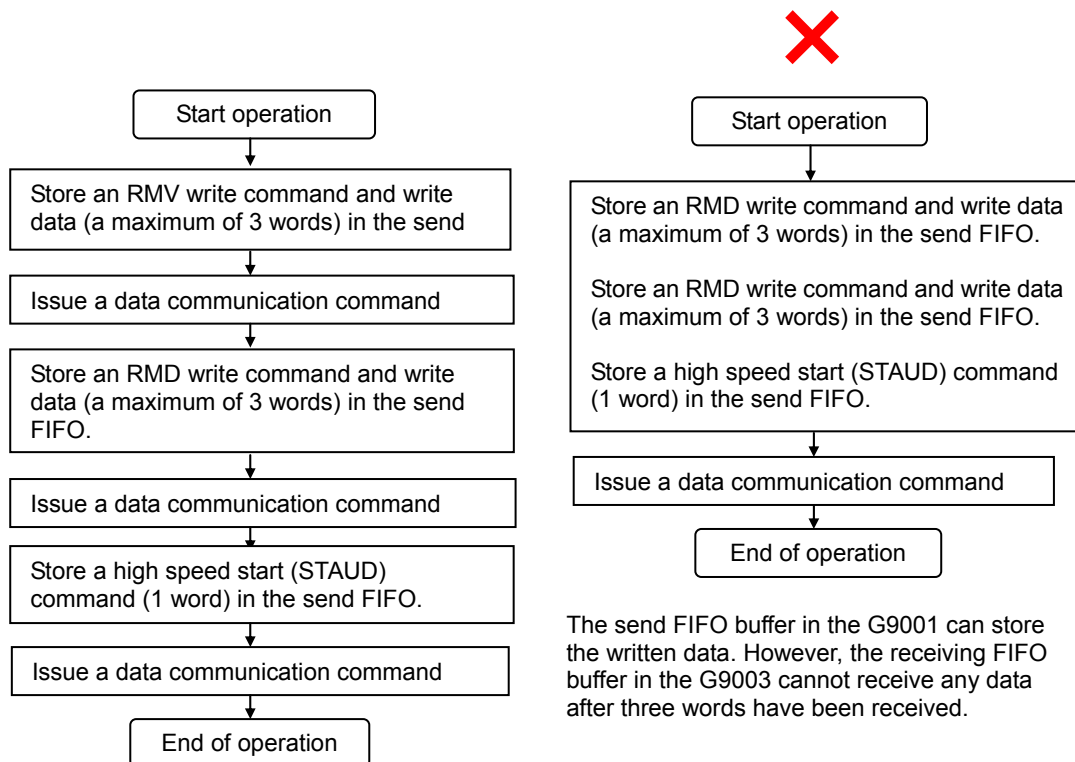 Start operation
Store an RMV write command and write
data (a maximum of 3 words) in the send
Issue a data communication command
Store an RMD write command and write
data (a maximum of 3 words) in the send
FIFO.
Issue a data communication command
Store a high speed start (STAUD)
command (1 word) in the send FIFO.
Issue a data communication command
End of operation
Start operation
Store an RMD write command and write data
(a maximum of 3 words) in the send FIFO.
Store an RMD write command and write data
(a maximum of 3 words) in the send FIFO.
Store a high speed start (STAUD) command
(1 word) in the send FIFO.
Issue a data communication command
End of operation
The send FIFO buffer in the G9001 can store
the written data. However, the receiving FIFO
buffer in the G9003 cannot receive any data
after three words have been received.